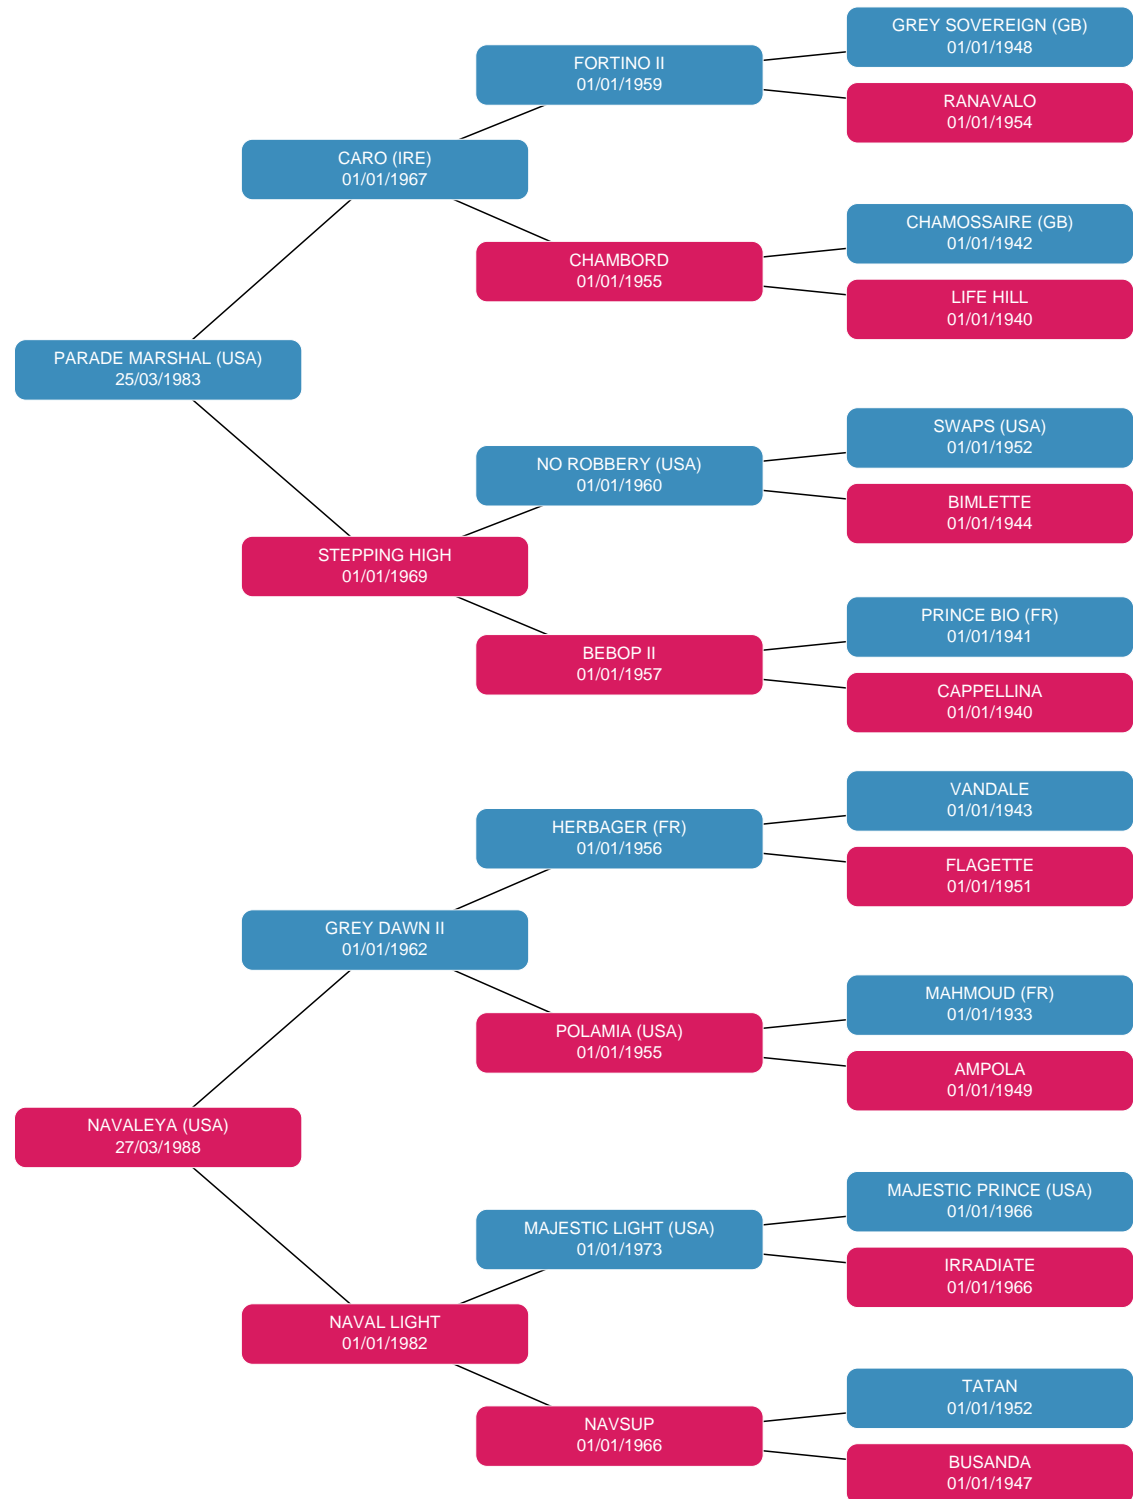 GREY SOVEREIGN (GB)
01/01/1948
FORTINO II
01/01/1959
RANAVALO
01/01/1954
CARO (IRE)
01/01/1967
CHAMOSSAIRE (GB)
01/01/1942
CHAMBORD
01/01/1955
LIFE HILL
01/01/1940
PARADE MARSHAL (USA)
25/03/1983
SWAPS (USA)
01/01/1952
NO ROBBERY (USA)
01/01/1960
BIMLETTE
01/01/1944
STEPPING HIGH
01/01/1969
PRINCE BIO (FR)
01/01/1941
BEBOP II
01/01/1957
CAPPELLINA
01/01/1940
VANDALE
01/01/1943
HERBAGER (FR)
01/01/1956
FLAGETTE
01/01/1951
GREY DAWN II
01/01/1962
MAHMOUD (FR)
01/01/1933
POLAMIA (USA)
01/01/1955
AMPOLA
01/01/1949
NAVALEYA (USA)
27/03/1988
MAJESTIC PRINCE (USA)
01/01/1966
MAJESTIC LIGHT (USA)
01/01/1973
IRRADIATE
01/01/1966
NAVAL LIGHT
01/01/1982
TATAN
01/01/1952
NAVSUP
01/01/1966
BUSANDA
01/01/1947